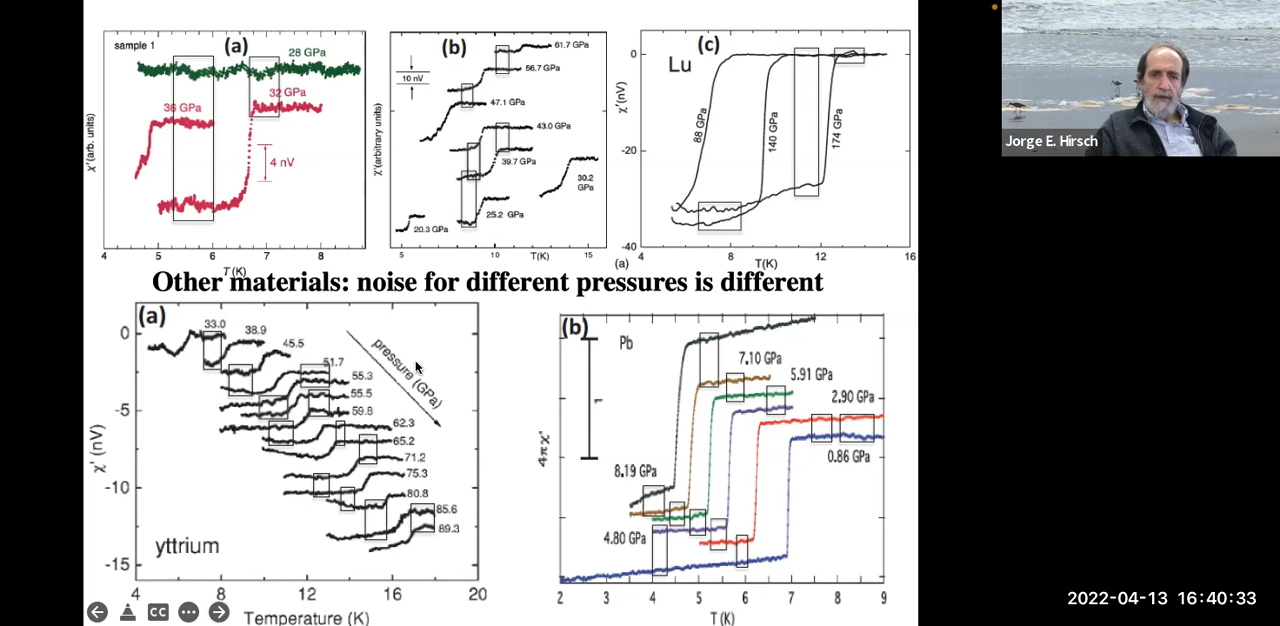 sample 1
(a)
28 GPa
36 GPa
32 GPa
4 nV
χ' (arb. units)
4 5 6 7 8
T(K)
(b)
61.7 GPa
10 nV
56.7 GPa
47.1 GPa
43.0 GPa
39.7 GPa
30.2
GPa
25.2 GPa
20.3 GPa
χ'(arbitrary units)
5 10 T(K) 15
(c)
Lu
0
-20
-40
χ'(nV)
88 GPa
140 GPa
174 GPa
4 8 12 16
(a)
T(K)
Jorge E. Hirsch
Other materials: noise for different pressures is different
(a)
33.0
38.9
45.5
51.7
55.3
55.5
59.8
62.3
65.2
71.2
75.3
80.8
85.6
89.3
pressure (GPa)
0
-5
-10
-15
χ' (nV)
yttrium
4 8 12 16 20
CC
Temperature (K)
(b)
Pb
7.10 GPa
5.91 GPa
2.90 GPa
1
0.86 GPa
8.19 GPa
4.80 GPa
4πχ'
2 3 4 5 6 7 8 9
T (K)
2022-04-13 16:40:33